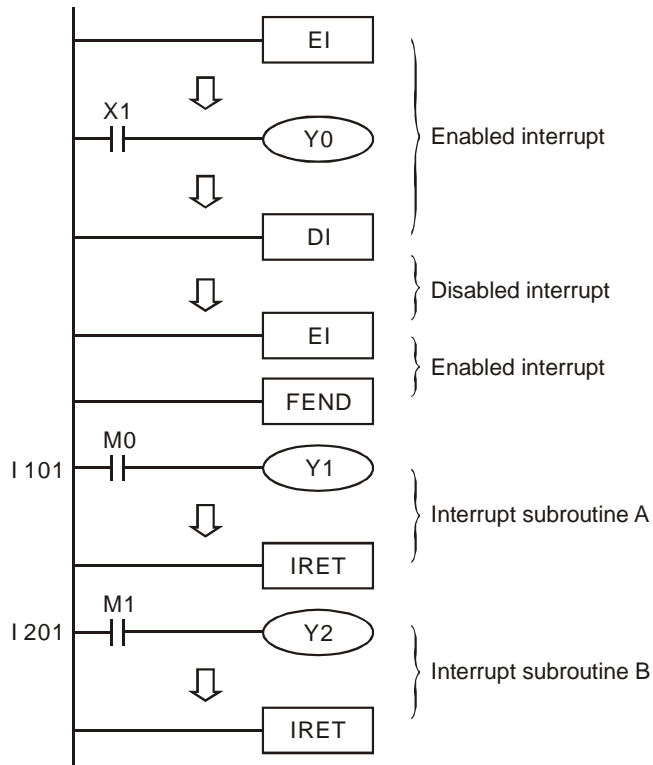 EI
X1
Y0
Enabled interrupt
DI
Disabled interrupt
EI
Enabled interrupt
FEND
M0
I 101
Y1
Interrupt subroutine A
IRET
M1
I 201
Y2
Interrupt subroutine B
IRET